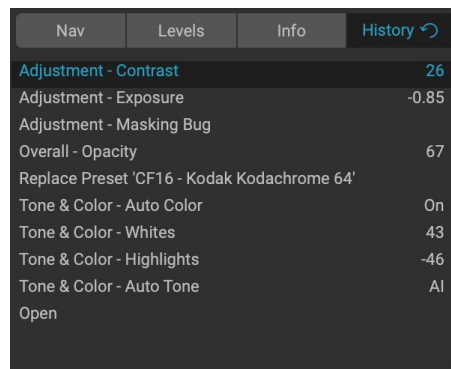 Nav Levels Info History
Adjustment - Contrast 26
Adjustment - Exposure -0.85
Adjustment - Masking Bug
Overall - Opacity 67
Replace Preset 'CF16 - Kodak Kodachrome 64'
Tone & Color - Auto Color On
Tone & Color - Whites 43
Tone & Color - Highlights -46
Tone & Color - Auto Tone AI
Open